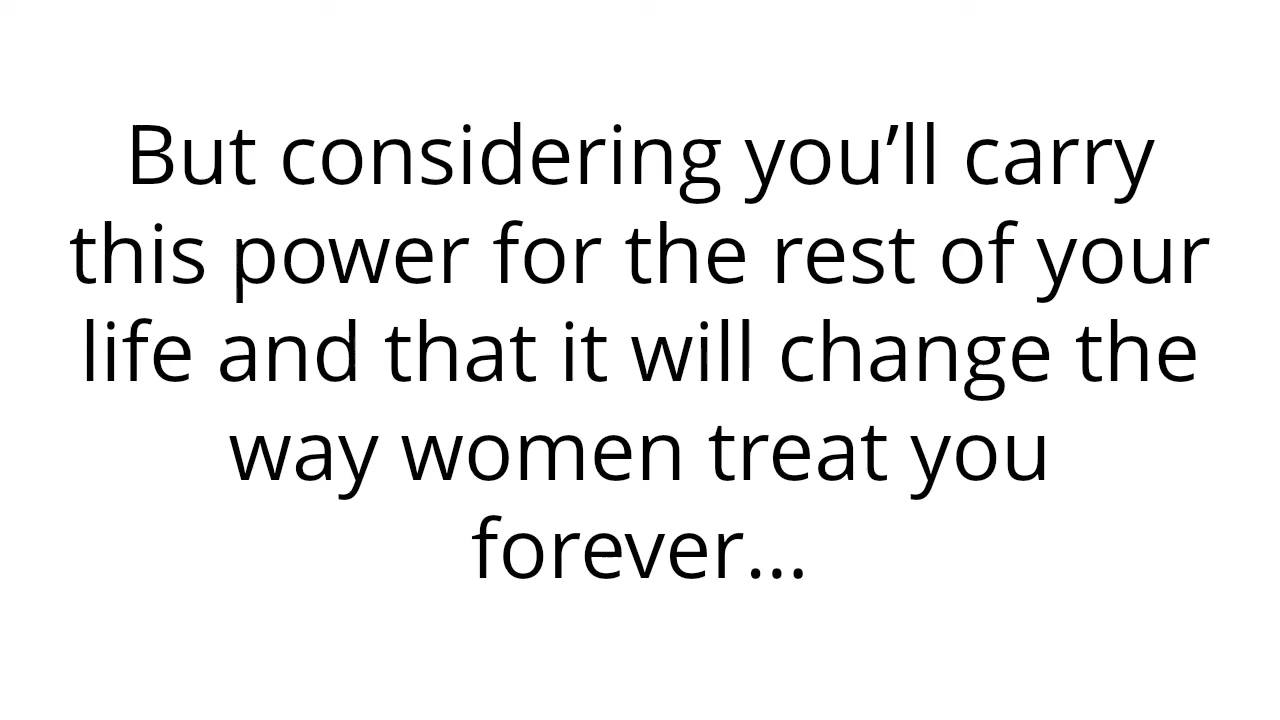 But considering you’ll carry
this power for the rest of your
life and that it will change the
way women treat you
forever...